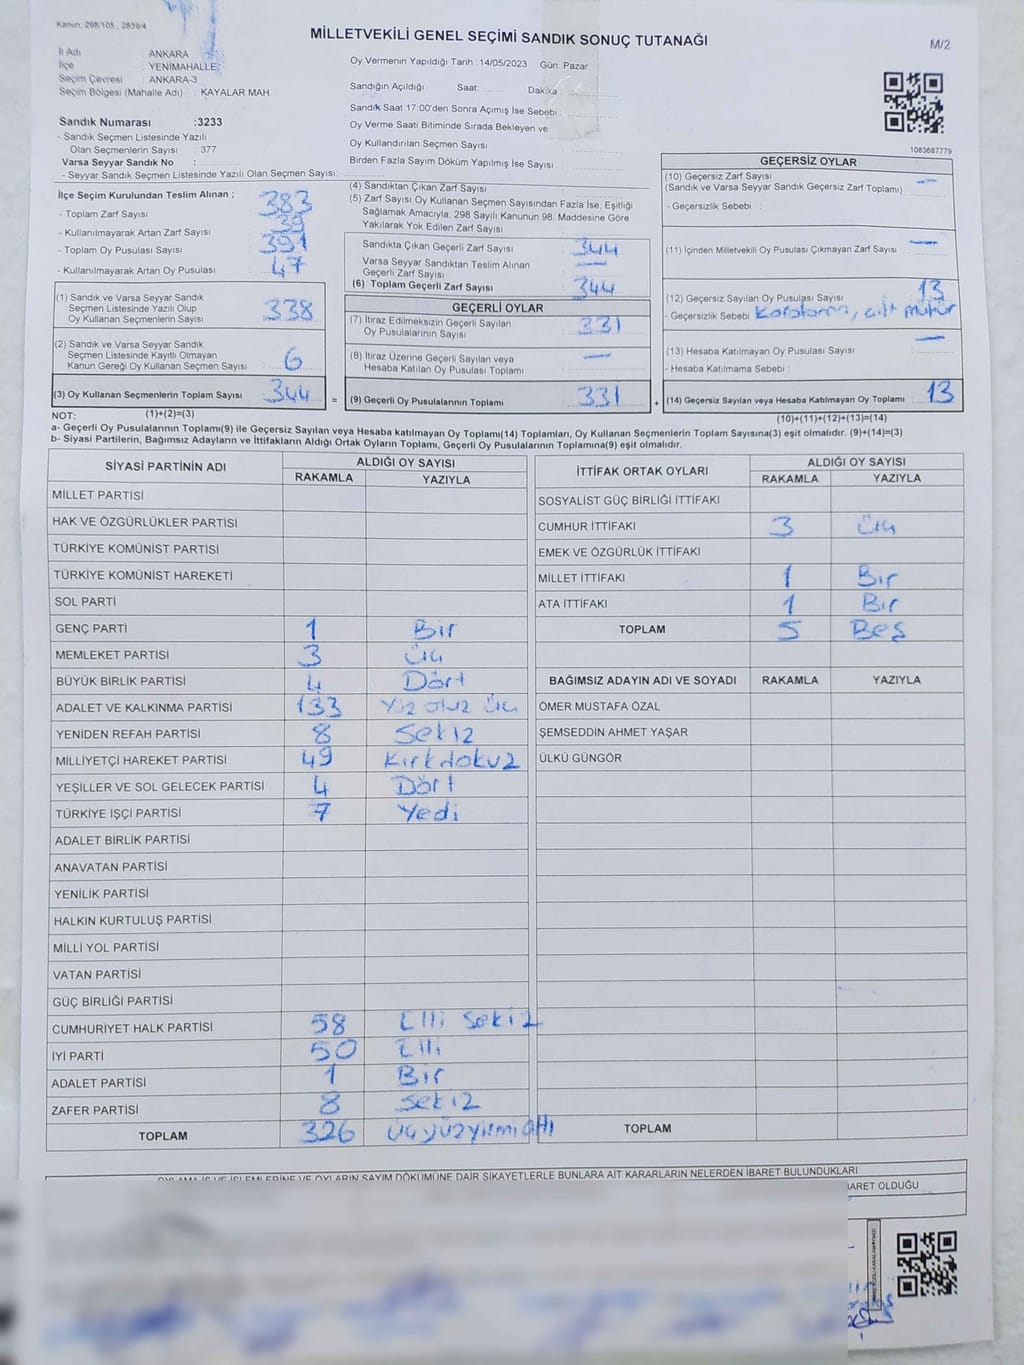 Kanun: 298/105 , 2839/4
MİLLETVEKİLİ GENEL SEÇİMİ SANDIK SONUÇ TUTANAĞI
M/2
İl Adı ANKARA
İlçe YENİMAHALLE
Seçim Çevresi : ANKARA-3
Seçim Bölgesi (Mahalle Adı) : KAYALAR MAH.
Sandık Numarası :3233
- Sandık Seçmen Listesinde Yazılı
Olan Seçmenlerin Sayısı : 377
Varsa Seyyar Sandık No :
- Seyyar Sandık Seçmen Listesinde Yazılı Olan Seçmen Sayısı:
Oy Vermenin Yapıldığı Tarih : 14/05/2023 Gün: Pazar
Sandığın Açıldığı Saat: Dakika:
Sandık Saat 17:00'den Sonra Açımış İse Sebebi:
Oy Verme Saati Bitiminde Sırada Bekleyen ve
Oy Kullandırılan Seçmen Sayısı :
Birden Fazla Sayım Döküm Yapılmış İse Sayısı :
1083687779
İlçe Seçim Kurulundan Teslim Alınan ;
- Toplam Zarf Sayısı : 383
- Kullanılmayarak Artan Zarf Sayısı : 39
- Toplam Oy Pusulası Sayısı : 391
- Kullanılmayarak Artan Oy Pusulası : 47
(1) Sandık ve Varsa Seyyar Sandık
Seçmen Listesinde Yazılı Olup
Oy Kullanan Seçmenlerin Sayısı : 338
(2) Sandık ve Varsa Seyyar Sandık
Seçmen Listesinde Kayıtlı Olmayan
Kanun Gereği Oy Kullanan Seçmen Sayısı : 6
(3) Oy Kullanan Seçmenlerin Toplam Sayısı : 344 =
(4) Sandıktan Çıkan Zarf Sayısı
(5) Zarf Sayısı Oy Kullanan Seçmen Sayısından Fazla İse, Eşitliği
Sağlamak Amacıyla, 298 Sayılı Kanunun 98. Maddesine Göre
Yakılarak Yok Edilen Zarf Sayısı :
Sandıkta Çıkan Geçerli Zarf Sayısı : 344
Varsa Seyyar Sandıktan Teslim Alınan
Geçerli Zarf Sayısı : —
(6) Toplam Geçerli Zarf Sayısı : 344
GEÇERLİ OYLAR
(7) İtiraz Edilmeksizin Geçerli Sayılan
Oy Pusulalarının Sayısı : 331
(8) İtiraz Üzerine Geçerli Sayılan veya
Hesaba Katılan Oy Pusulası Toplamı : —
(9) Geçerli Oy Pusulalarının Toplamı : 331 +
GEÇERSİZ OYLAR
(10) Geçersiz Zarf Sayısı
(Sandık ve Varsa Seyyar Sandık Geçersiz Zarf Toplamı) : —
- Geçersizlik Sebebi :
(11) İçinden Milletvekili Oy Pusulası Çıkmayan Zarf Sayısı : —
(12) Geçersiz Sayılan Oy Pusulası Sayısı : 13
- Geçersizlik Sebebi : mühür
(13) Hesaba Katılmayan Oy Pusulası Sayısı : —
- Hesaba Katılmama Sebebi :
(14) Geçersiz Sayılan veya Hesaba Katılmayan Oy Toplamı : 13
NOT: (1)+(2)=(3)
(10)+(11)+(12)+(13)=(14)
a- Geçerli Oy Pusulalarının Toplamı(9) ile Geçersiz Sayılan veya Hesaba katılmayan Oy Toplamı(14) Toplamları, Oy Kullanan Seçmenlerin Toplam Sayısına(3) eşit olmalıdır. (9)+(14)=(3)
b- Siyasi Partilerin, Bağımsız Adayların ve İttifakların Aldığı Ortak Oyların Toplamı, Geçerli Oy Pusulalarının Toplamına(9) eşit olmalıdır.
SİYASİ PARTİNİN ADI ALDIĞI OY SAYISI
RAKAMLA YAZIYLA
MİLLET PARTİSİ
HAK VE ÖZGÜRLÜKLER PARTİSİ
TÜRKİYE KOMÜNİST PARTİSİ
TÜRKİYE KOMÜNİST HAREKETİ
SOL PARTİ
GENÇ PARTİ 1 Bir
MEMLEKET PARTİSİ 3 Üç
BÜYÜK BİRLİK PARTİSİ 4 Dört
ADALET VE KALKINMA PARTİSİ 133 Yüz otuz Üç
YENİDEN REFAH PARTİSİ 8 Sekiz
MİLLİYETÇİ HAREKET PARTİSİ 49 Kırkdokuz
YEŞİLLER VE SOL GELECEK PARTİSİ 4 Dört
TÜRKİYE İŞÇİ PARTİSİ 7 Yedi
ADALET BİRLİK PARTİSİ
ANAVATAN PARTİSİ
YENİLİK PARTİSİ
HALKIN KURTULUŞ PARTİSİ
MİLLİ YOL PARTİSİ
VATAN PARTİSİ
GÜÇ BİRLİĞİ PARTİSİ
CUMHURİYET HALK PARTİSİ 58 Elli Sekiz
İYİ PARTİ 50 Elli
ADALET PARTİSİ 1 Bir
ZAFER PARTİSİ 8 Sekiz
TOPLAM 326 üçyüzyirmialtı
İTTİFAK ORTAK OYLARI ALDIĞI OY SAYISI
RAKAMLA YAZIYLA
SOSYALİST GÜÇ BİRLİĞİ İTTİFAKI
CUMHUR İTTİFAKI 3 Üç
EMEK VE ÖZGÜRLÜK İTTİFAKI
MİLLET İTTİFAKI 1 Bir
ATA İTTİFAKI 1 Bir
TOPLAM 5 Beş
BAĞIMSIZ ADAYIN ADI VE SOYADI RAKAMLA YAZIYLA
ÖMER MUSTAFA ÖZAL
ŞEMSEDDİN AHMET YAŞAR
ÜLKÜ GÜNGÖR
TOPLAM
OYLAMA İŞ VE İŞLEMLERİNE VE OYLARIN SAYIM DÖKÜMÜNE DAİR ŞİKAYETLERLE BUNLARA AİT KARARLARIN NELERDEN İBARET BULUNDUKLARI
İBARET OLDUĞU